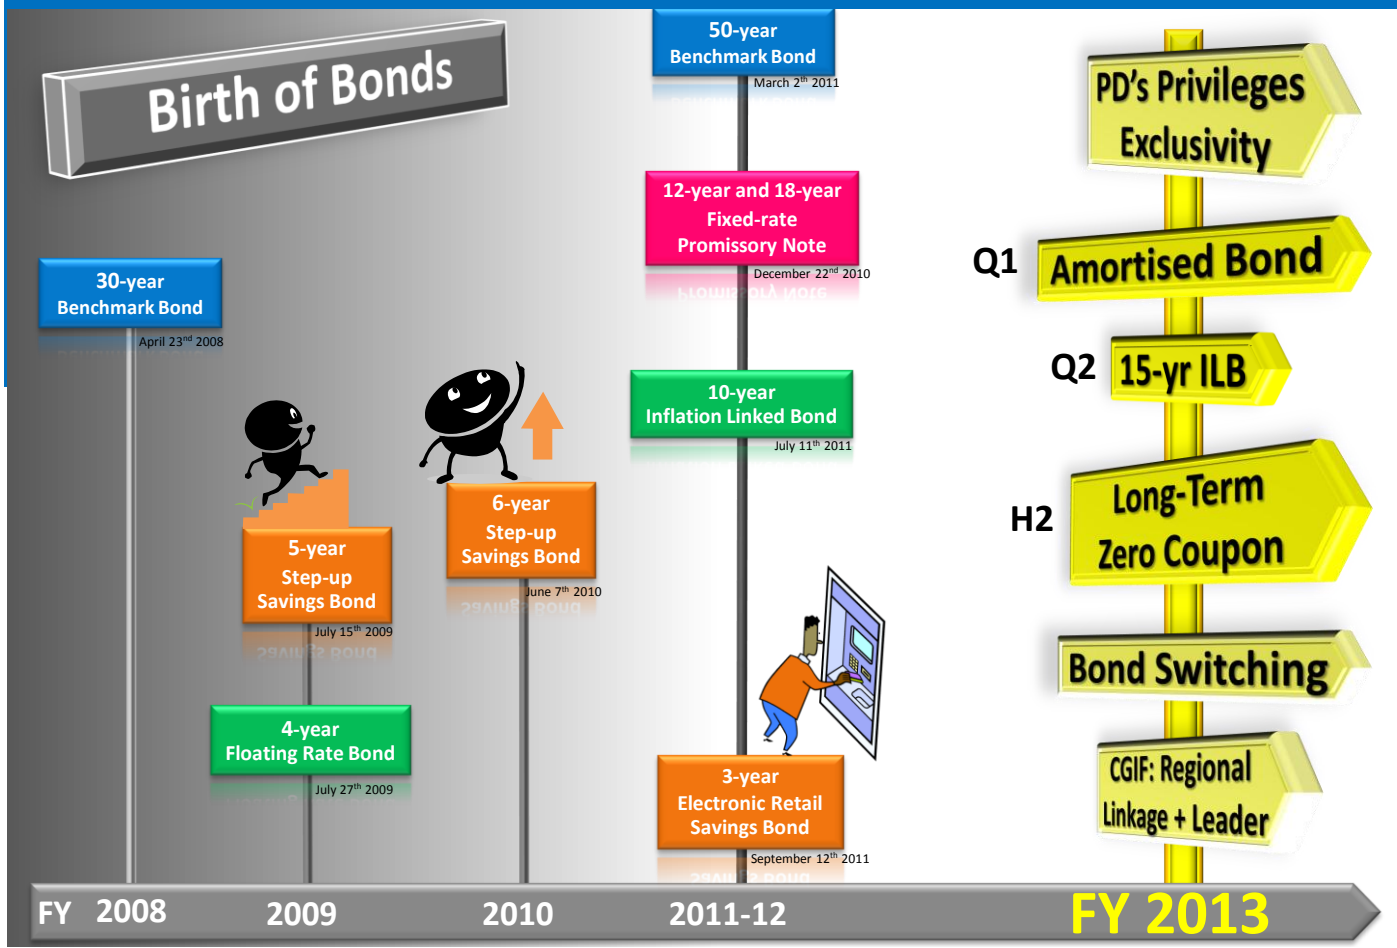 Birth of Bonds
30-year
Benchmark Bond
April 23nd 2008
5-year
Step-up
Savings Bond
July 15th 2009
4-year
Floating Rate Bond
July 27th 2009
6-year
Step-up
Savings Bond
June 7th 2010
50-year
Benchmark Bond
March 2th 2011
12-year and 18-year
Fixed-rate
Promissory Note
December 22nd 2010
10-year
Inflation Linked Bond
July 11th 2011
3-year
Electronic Retail
Savings Bond
September 12th 2011
PD's Privileges
Exclusivity
Q1 Amortised Bond
Q2 15-yr ILB
H2 Long-Term
Zero Coupon
Bond Switching
CGIF: Regional
Linkage + Leader
FY 2008 2009 2010 2011-12 FY 2013